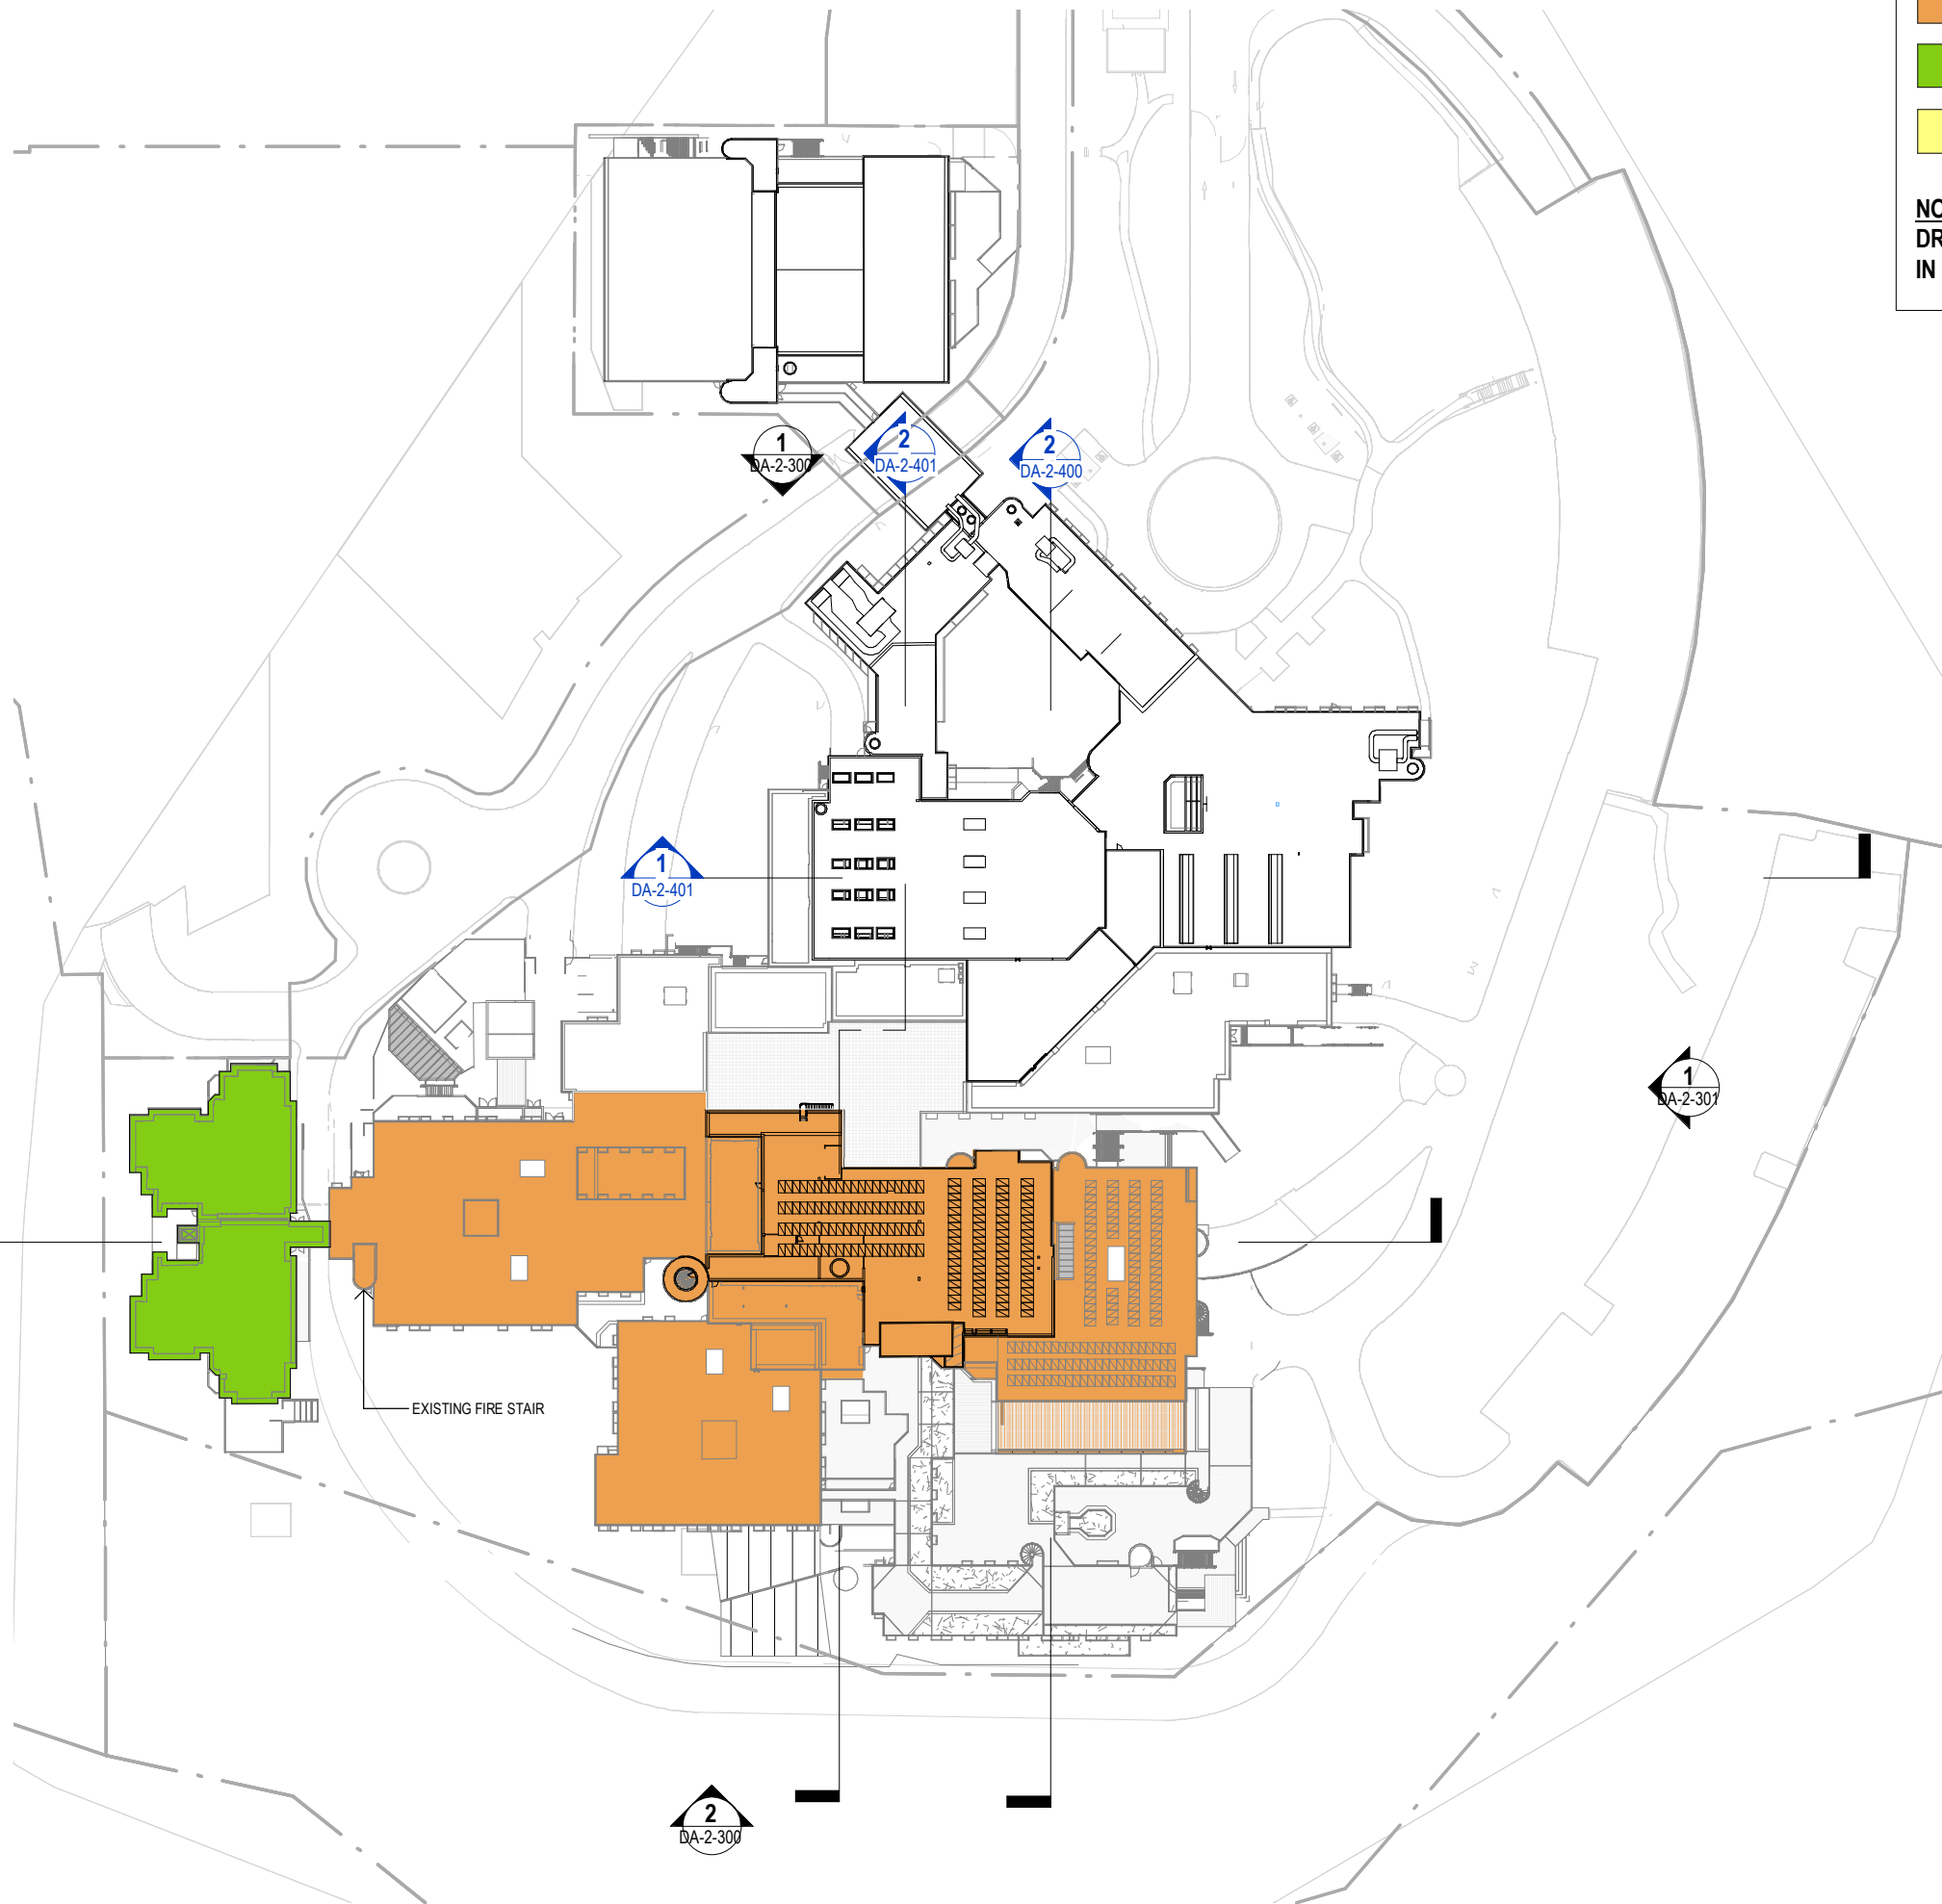 NO
DR
IN
1
DA-2-300
2
DA-2-401
2
DA-2-400
1
DA-2-401
1
DA-2-301
EXISTING FIRE STAIR
2
DA-2-300